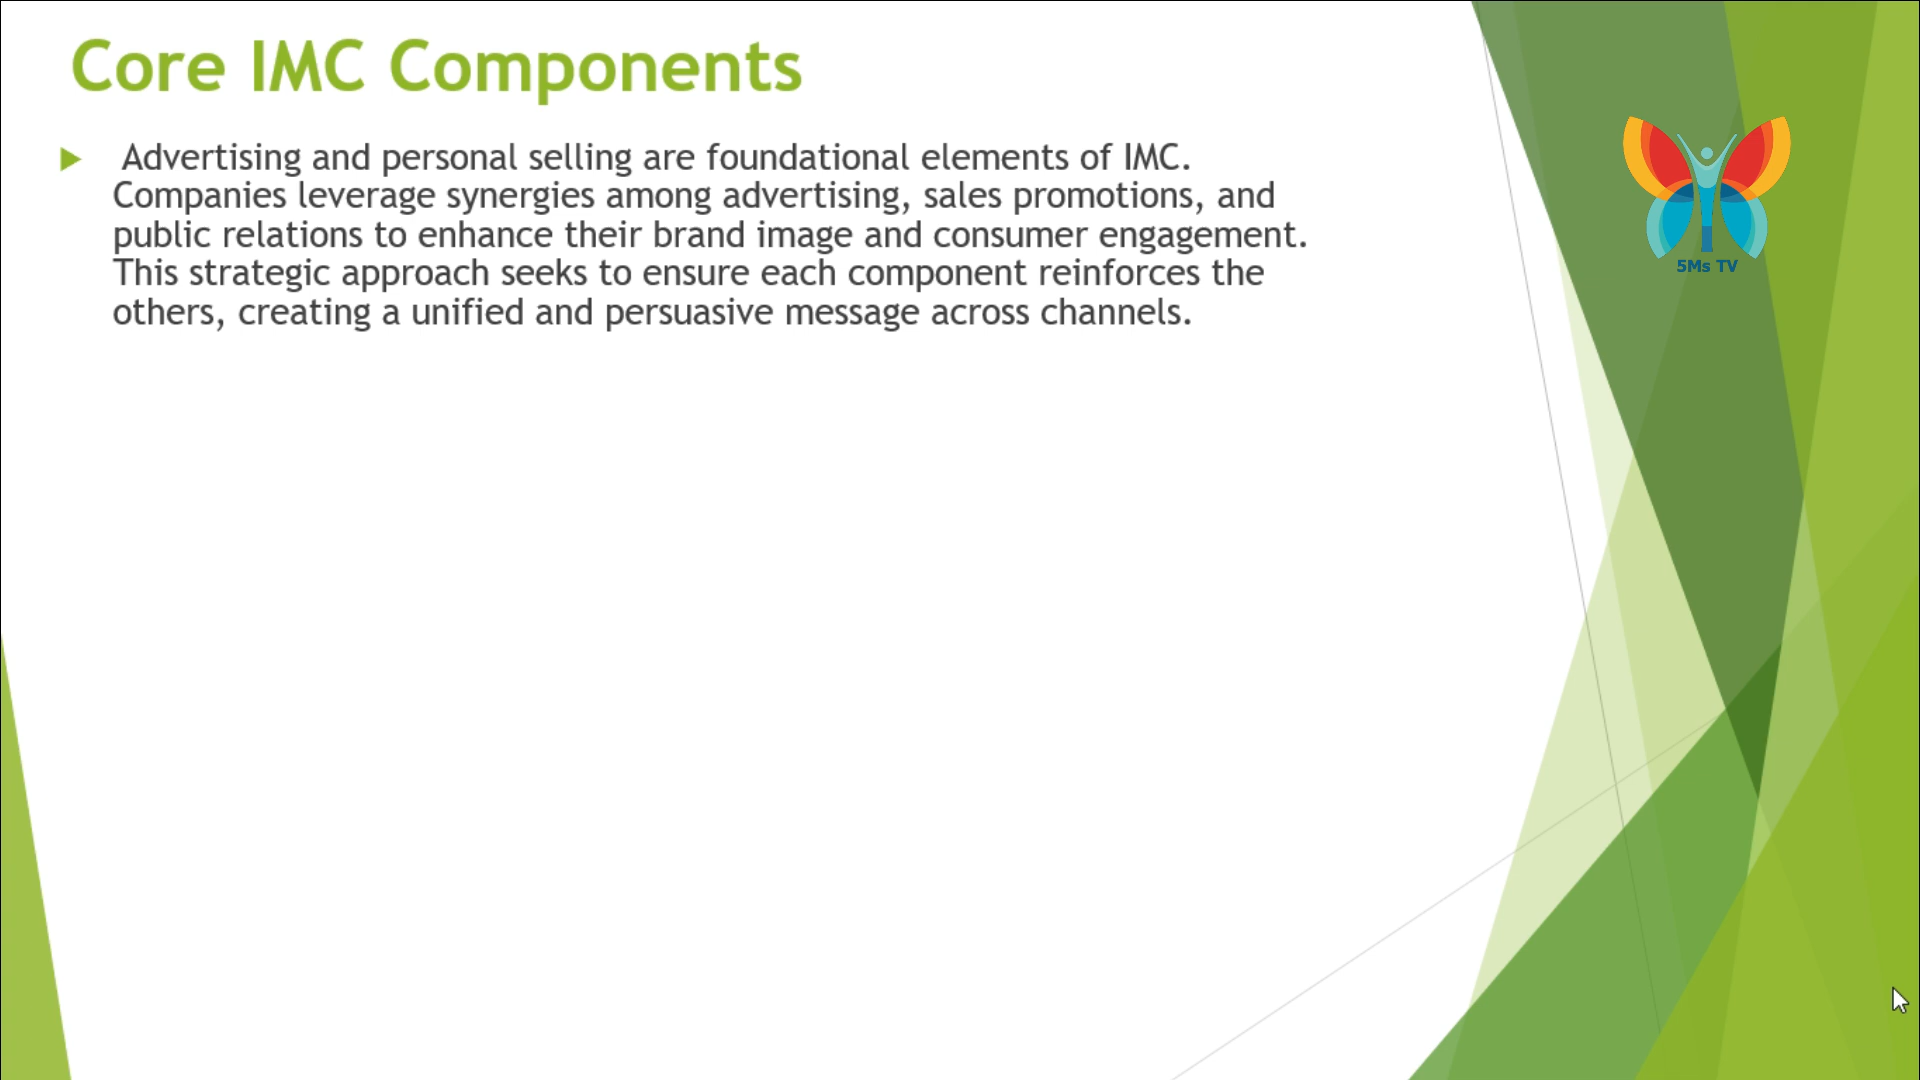 Core IMC Components
Advertising and personal selling are foundational elements of IMC.
Companies leverage synergies among advertising, sales promotions, and
public relations to enhance their brand image and consumer engagement.
This strategic approach seeks to ensure each component reinforces the
others, creating a unified and persuasive message across channels.
5Ms TV